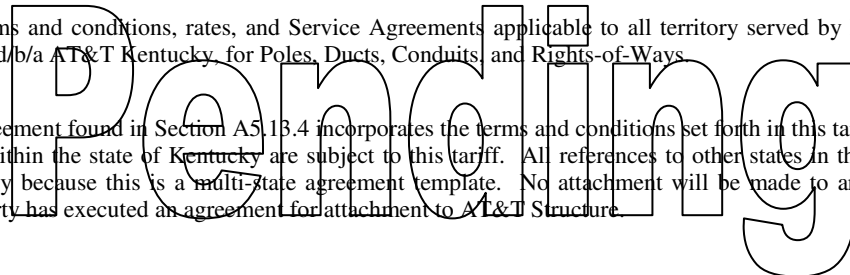 ms and conditions, rates, and Service Agreements applicable to all territory served by
d/b/a AT&T Kentucky, for Poles, Ducts, Conduits, and Rights-of-Ways.
Pending
eement found in Section A5.13.4 incorporates the terms and conditions set forth in this ta
ithin the state of Kentucky are subject to this tariff. All references to other states in th
y because this is a multi-state agreement template. No attachment will be made to an
rty has executed an agreement for attachment to AT&T Structure.